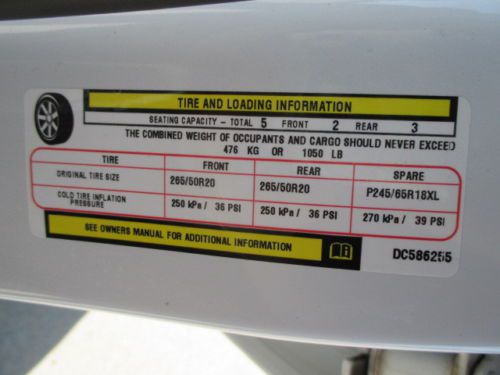 TIRE AND LOADING INFORMATION
SEATING CAPACITY - TOTAL 5 FRONT 2 REAR 3
THE COMBINED WEIGHT OF OCCUPANTS AND CARGO SHOULD NEVER EXCEED
476 KG OR 1050 LB
TIRE FRONT REAR SPARE
ORIGINAL TIRE SIZE 265/50R20 265/50R20 P245/65R18XL
COLD TIRE INFLATION PRESSURE 250 kPa / 36 PSI 250 kPa / 36 PSI 270 kPa / 39 PSI
SEE OWNERS MANUAL FOR ADDITIONAL INFORMATION
DC586255